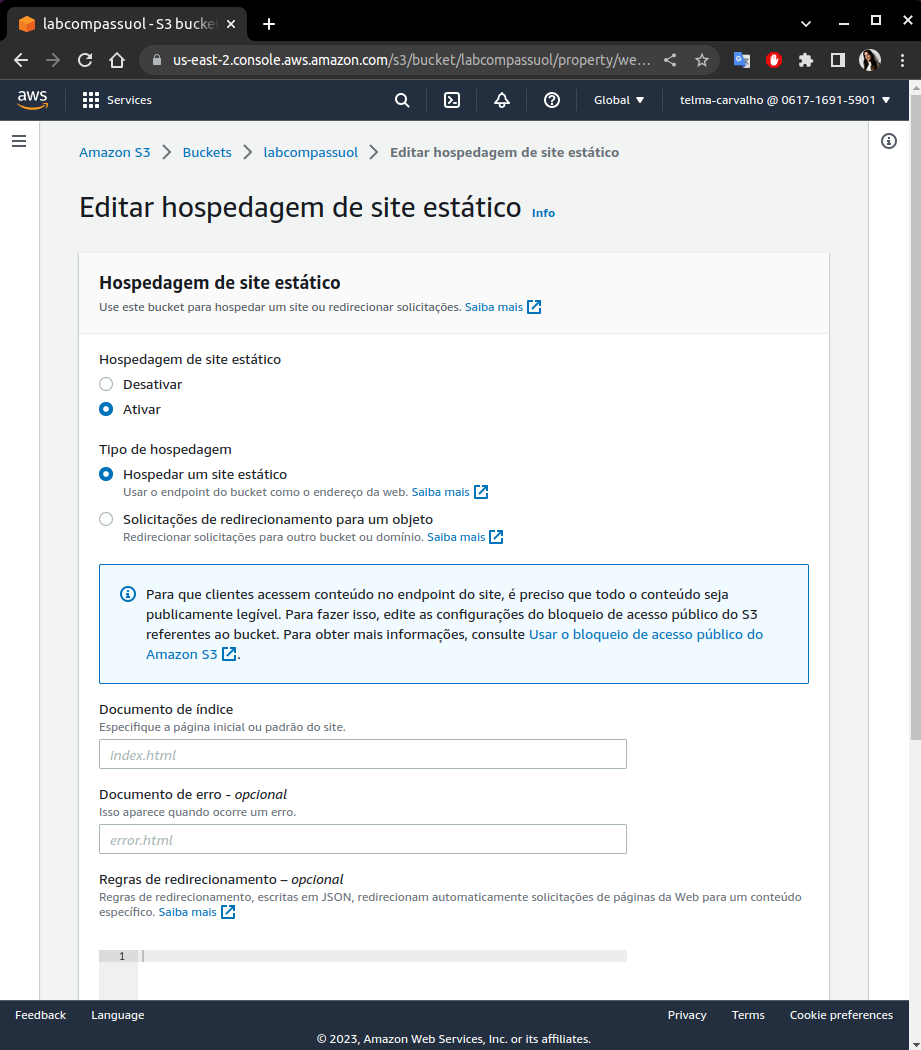 labcompassuol - S3 bucke
us-east-2.console.aws.amazon.com/s3/bucket/labcompassuol/property/we...
aws Services Global telma-carvalho @ 0617-1691-5901
Amazon S3 Buckets labcompassuol Editar hospedagem de site estático
Editar hospedagem de site estático Info
Hospedagem de site estático
Use este bucket para hospedar um site ou redirecionar solicitações. Saiba mais
Hospedagem de site estático
Desativar
Ativar
Tipo de hospedagem
Hospedar um site estático
Usar o endpoint do bucket como o endereço da web. Saiba mais
Solicitações de redirecionamento para um objeto
Redirecionar solicitações para outro bucket ou domínio. Saiba mais
Para que clientes acessem conteúdo no endpoint do site, é preciso que todo o conteúdo seja
publicamente legível. Para fazer isso, edite as configurações do bloqueio de acesso público do S3
referentes ao bucket. Para obter mais informações, consulte Usar o bloqueio de acesso público do
Amazon S3.
Documento de índice
Especifique a página inicial ou padrão do site.
index.html
Documento de erro - opcional
Isso aparece quando ocorre um erro.
error.html
Regras de redirecionamento – opcional
Regras de redirecionamento, escritas em JSON, redirecionam automaticamente solicitações de páginas da Web para um conteúdo
específico. Saiba mais
1
Feedback Language Privacy Terms Cookie preferences
© 2023, Amazon Web Services, Inc. or its affiliates.